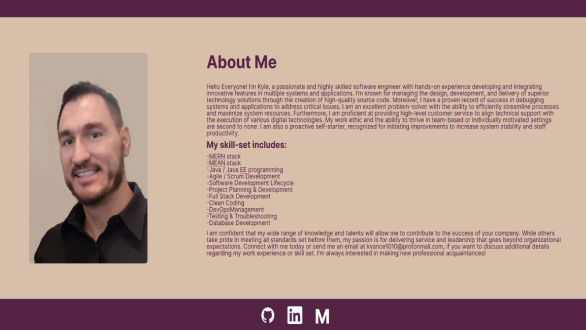 About Me
Hello Everyone! I'm Kyle, a passionate and highly skilled software engineer with hands-on experience developing and integrating
innovative features in multiple systems and applications. I'm known for managing the design, development, and delivery of superior
technology solutions through the creation of high-quality source code. Moreover, I have a proven record of success in debugging
systems and applications to address critical issues. I am an excellent problem-solver with the ability to efficiently streamline processes
and maximize system resources. Furthermore, I am proficient at providing high-level customer service to align technical support with
the execution of various digital technologies. My work ethic and the ability to thrive in team-based or individually motivated settings
are second to none. I am also a proactive self-starter, recognized for initiating improvements to increase system stability and staff
productivity.
My skill-set includes:
-MERN stack
-MEAN stack
-Java / Java EE programming
-Agile / Scrum Development
-Software Development Lifecycle
-Project Planning & Development
-Full Stack Development
-Clean Coding
-DevOpsManagement
-Testing & Troubleshooting
-Database Development
I am confident that my wide range of knowledge and talents will allow me to contribute to the success of your company. While others
take pride in meeting all standards set before them, my passion is for delivering service and leadership that goes beyond organizational
expectations. Connect with me today or send me an email at kvance1010@protonmail.com, if you want to discuss additional details
regarding my work experience or skill set. I'm always interested in making new professional acquaintances!
in
M